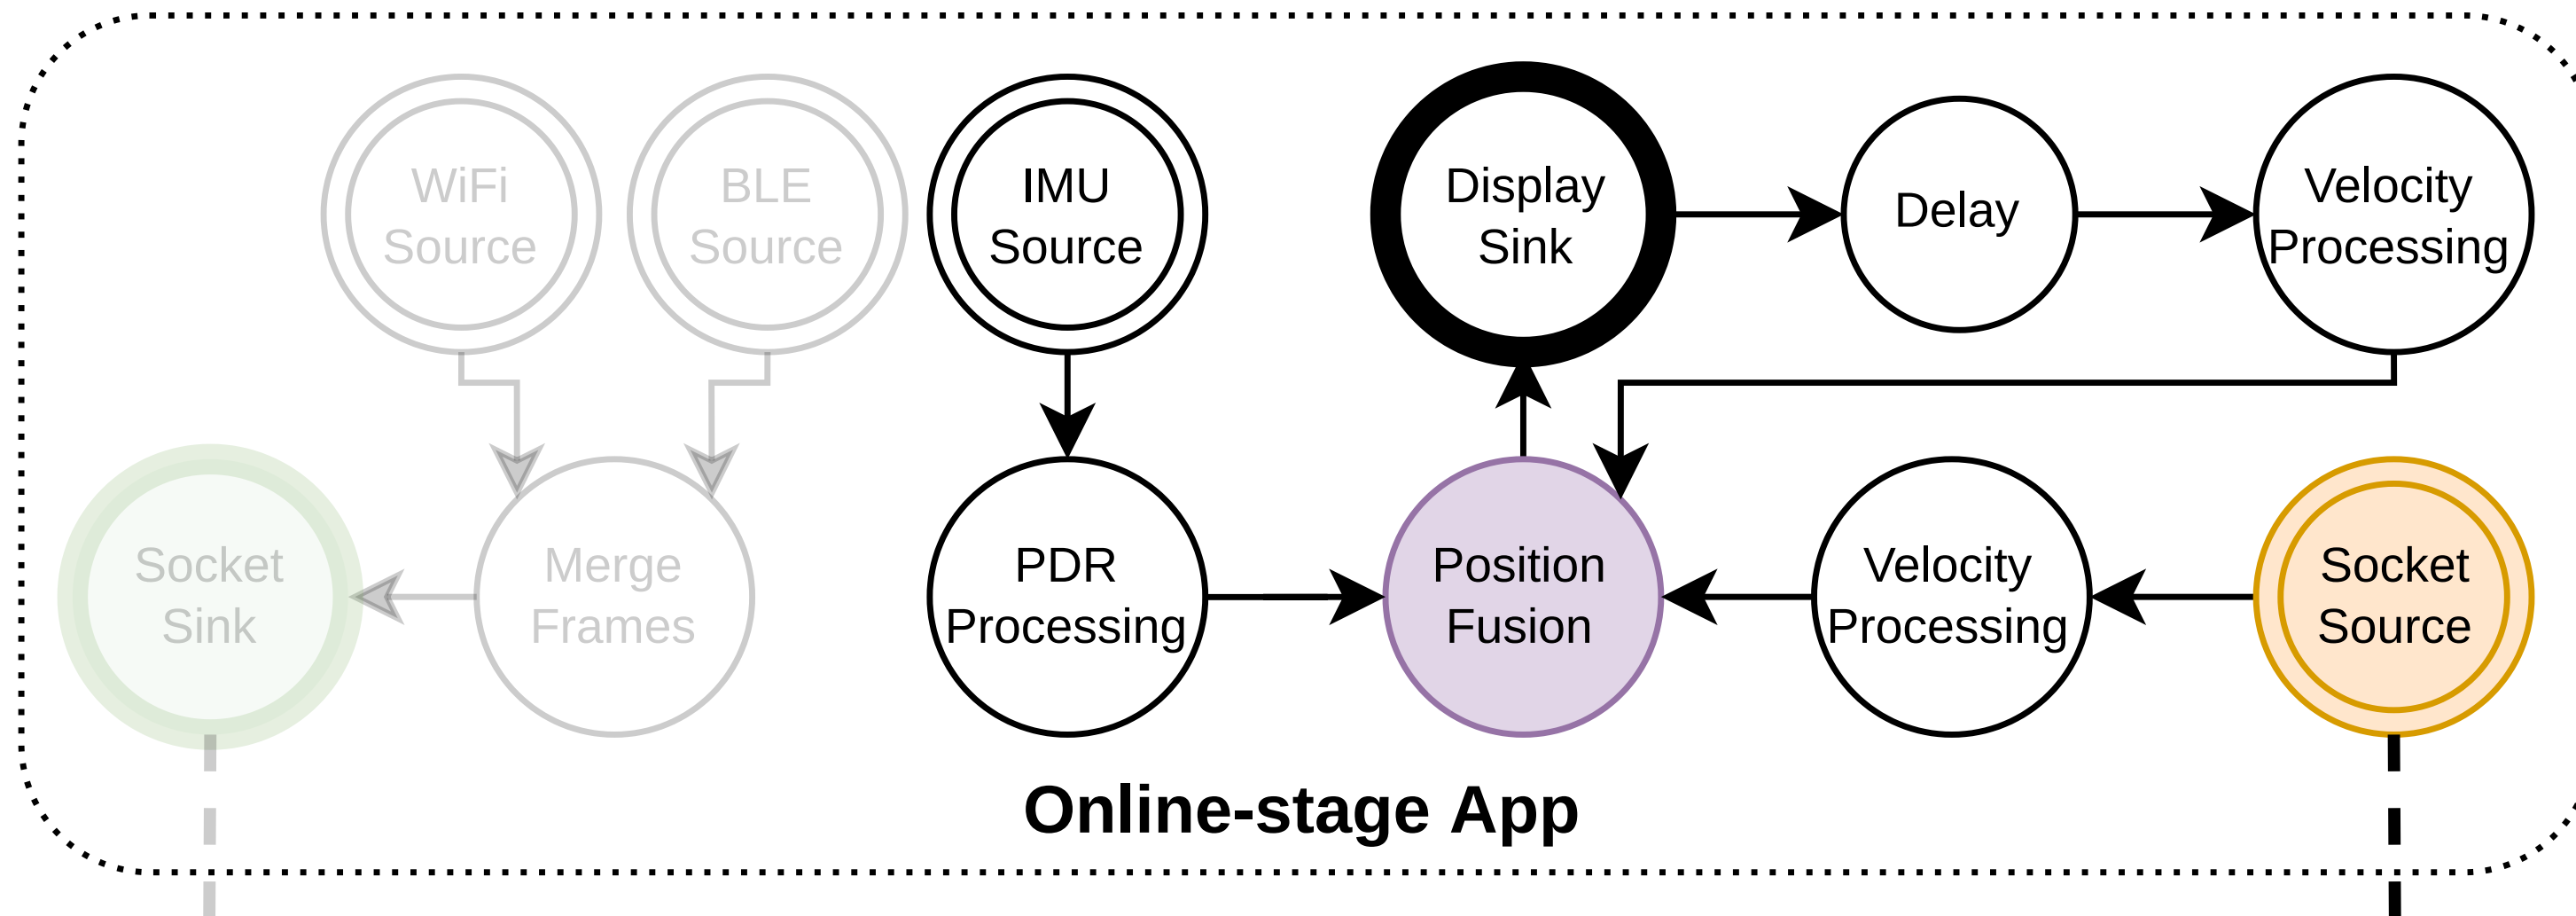 WiFi
Source
BLE
Source
IMU
Source
Display
Sink
Delay
Velocity
Processing
Socket
Sink
Merge
Frames
PDR
Processing
Position
Fusion
Velocity
Processing
Socket
Source
Online-stage App